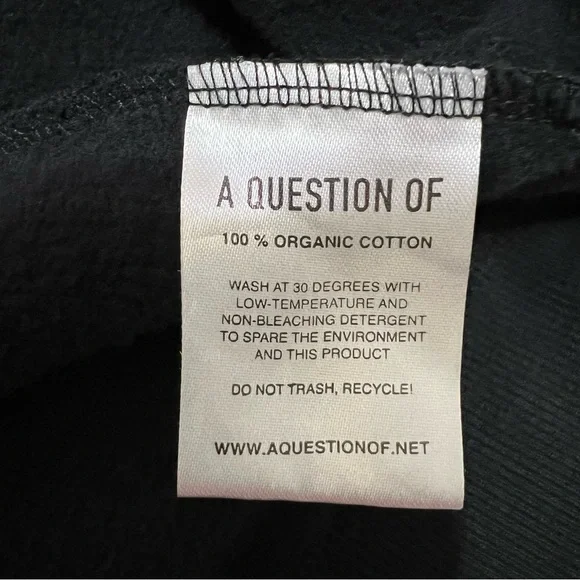 A QUESTION OF
100 % ORGANIC COTTON
WASH AT 30 DEGREES WITH
LOW-TEMPERATURE AND
NON-BLEACHING DETERGENT
TO SPARE THE ENVIRONMENT
AND THIS PRODUCT
DO NOT TRASH, RECYCLE!
WWW.AQUESTIONOF.NET